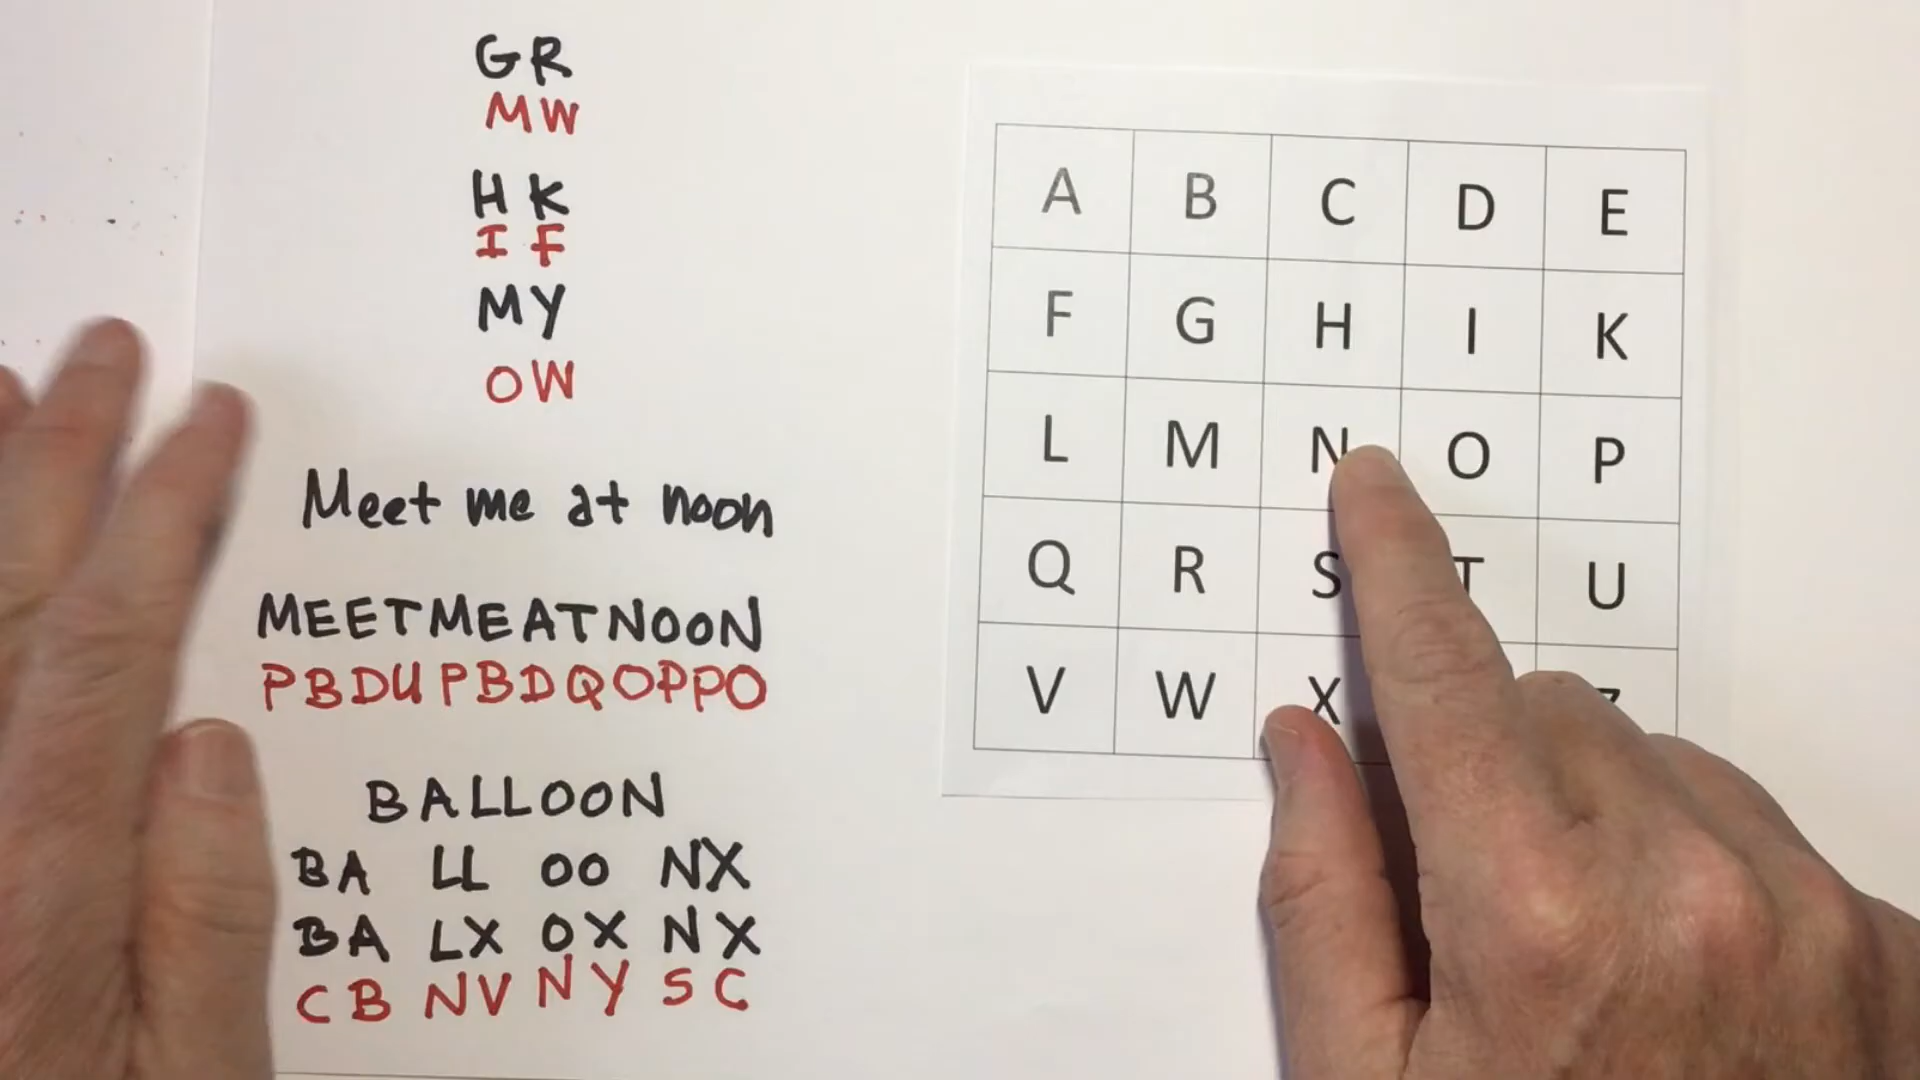 GR
MW
HK
IF
MY
OW
Meet me at noon
MEETMEATNOON
PBDUPBDQOPPO
BALLOON
BA LL OO NX
BA LX OX NX
CB NV NY SC
A B C D E
F G H I K
L M N O P
Q R S T U
V W X